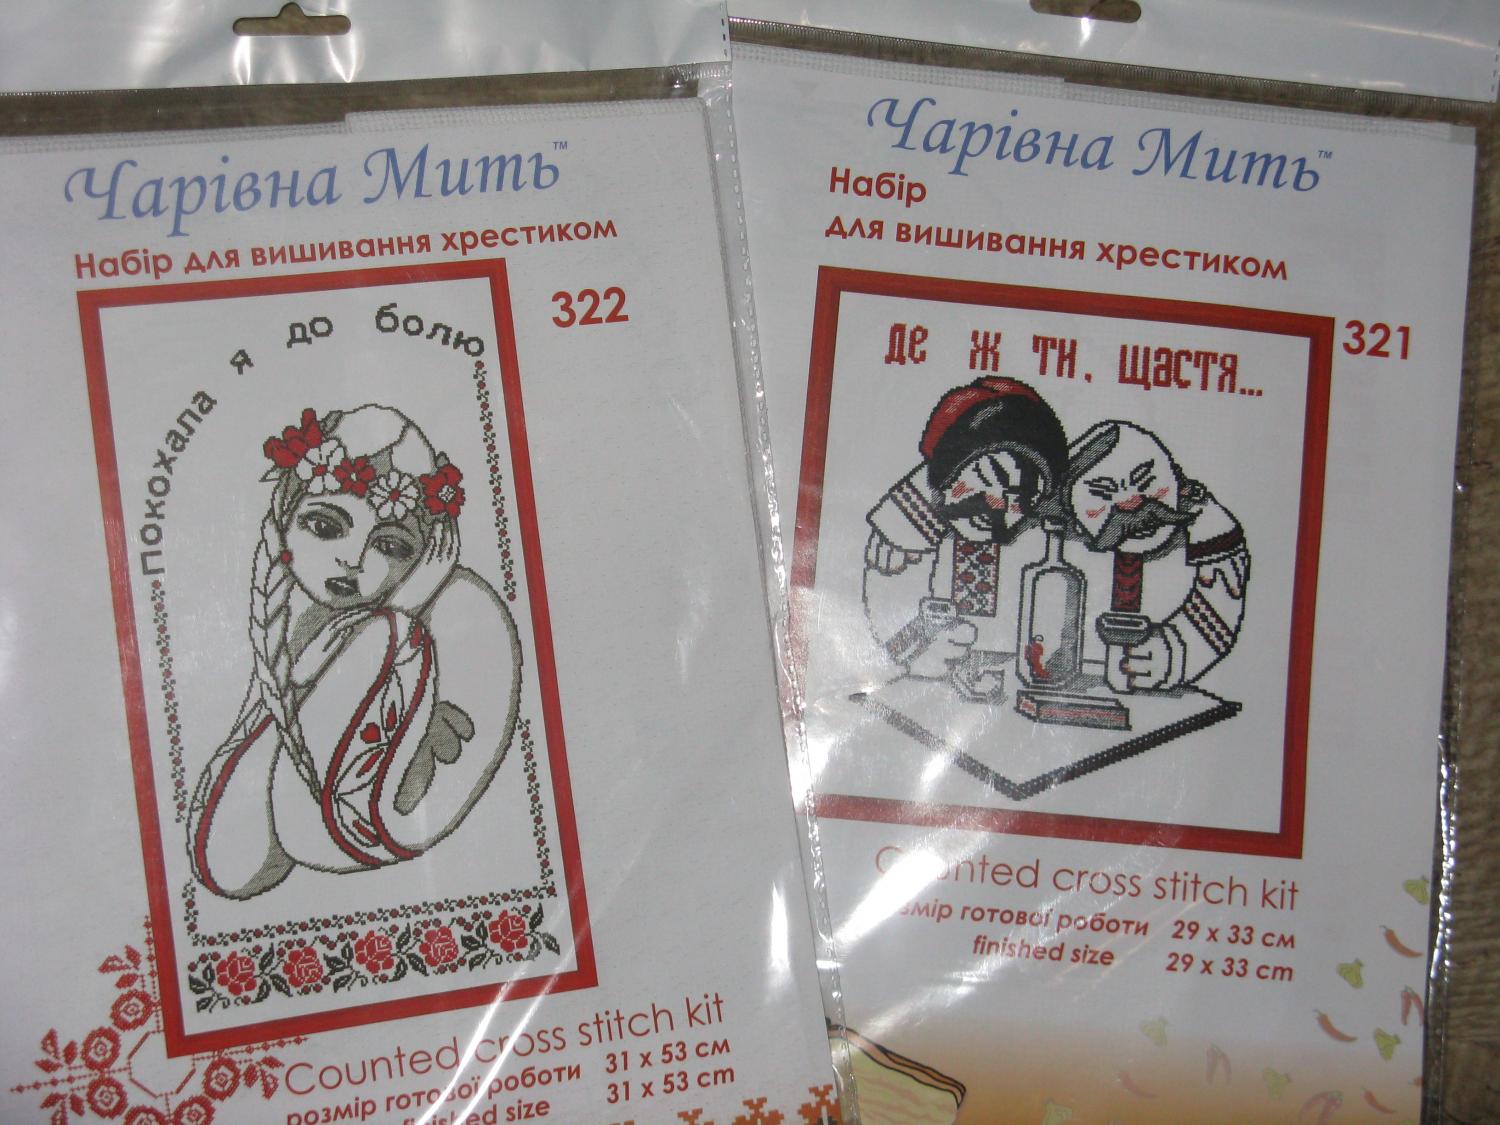 Чарівна Мить™
Набір для вишивання хрестиком
322
покохала я до болю
Counted cross stitch kit
розмір готової роботи 31 x 53 см
finished size 31 x 53 cm
Чарівна Мить™
Набір
для вишивання хрестиком
321
де ж ти, щастя...
Counted cross stitch kit
розмір готової роботи 29 x 33 см
finished size 29 x 33 cm